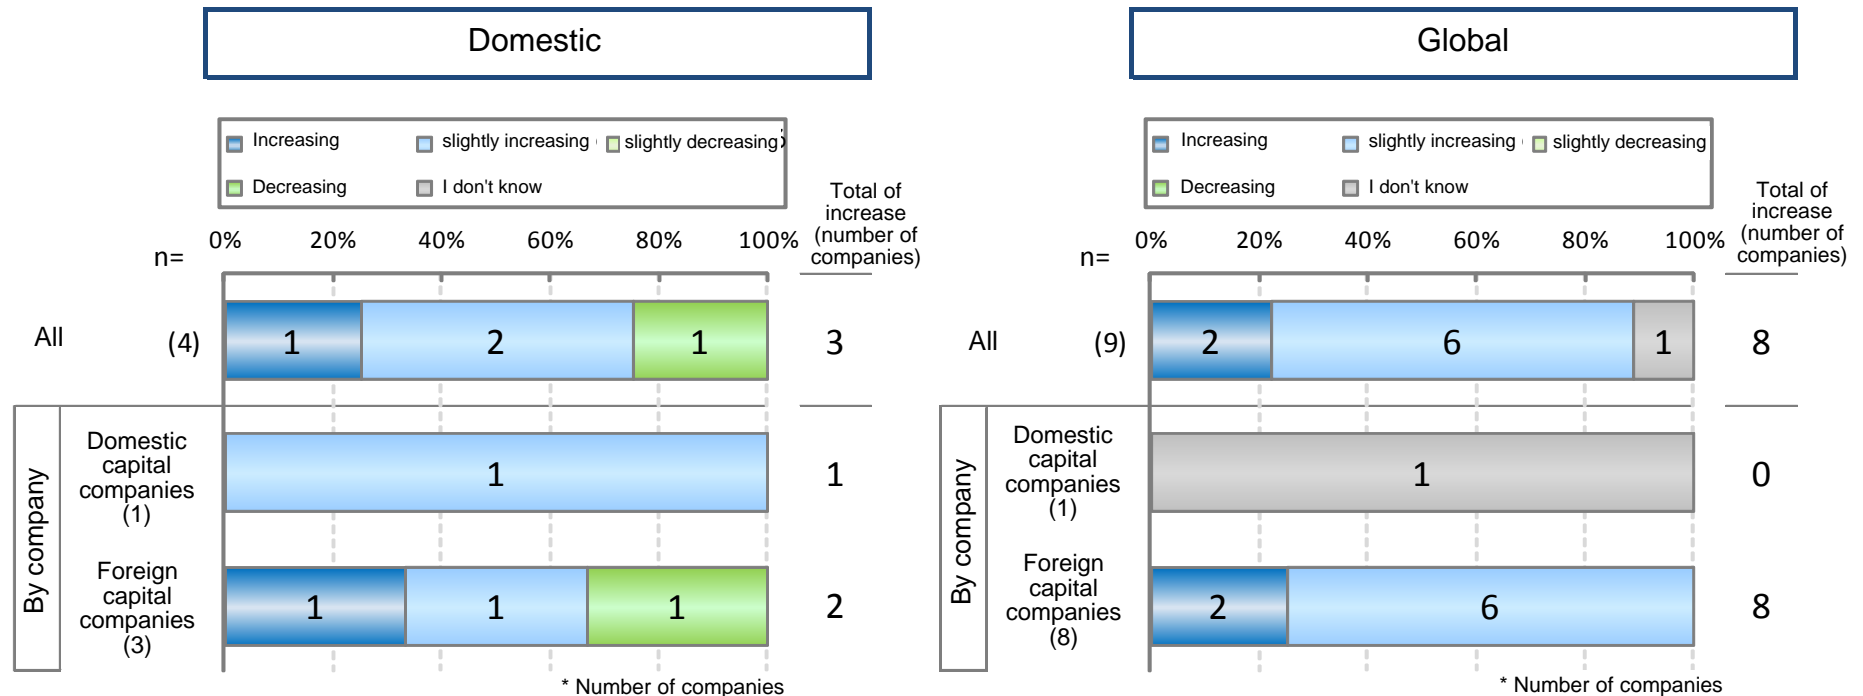 Domestic
Increasing
slightly increasing
slightly decreasing
Decreasing
I don't know
Total of
increase
(number of
companies)
n=
0% 20% 40% 60% 80% 100%
All (4) 1 2 1 3
By company
Domestic
capital
companies
(1)
1 1
Foreign
capital
companies
(3)
1 1 1 2
* Number of companies
Global
Increasing
slightly increasing
slightly decreasing
Decreasing
I don't know
Total of
increase
(number of
companies)
n=
0% 20% 40% 60% 80% 100%
All (9) 2 6 1 8
By company
Domestic
capital
companies
(1)
1 0
Foreign
capital
companies
(8)
2 6 8
* Number of companies